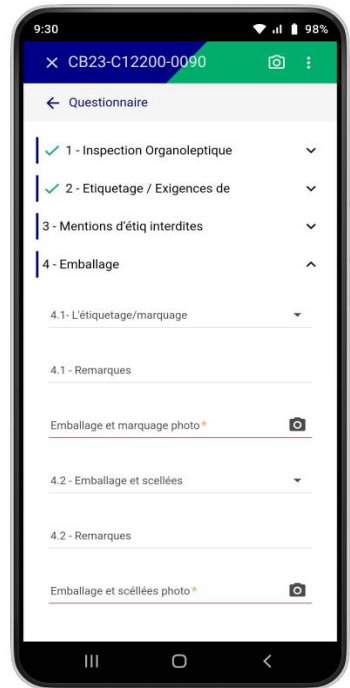 9:30
98%
CB23-C12200-0090
Questionnaire
1 - Inspection Organoleptique
2 - Etiquetage / Exigences de
3 - Mentions d'étiq interdites
4 - Emballage
4.1- L'étiquetage/marquage
4.1 - Remarques
Emballage et marquage photo*
4.2 - Emballage et scellées
4.2 - Remarques
Emballage et scéllées photo*